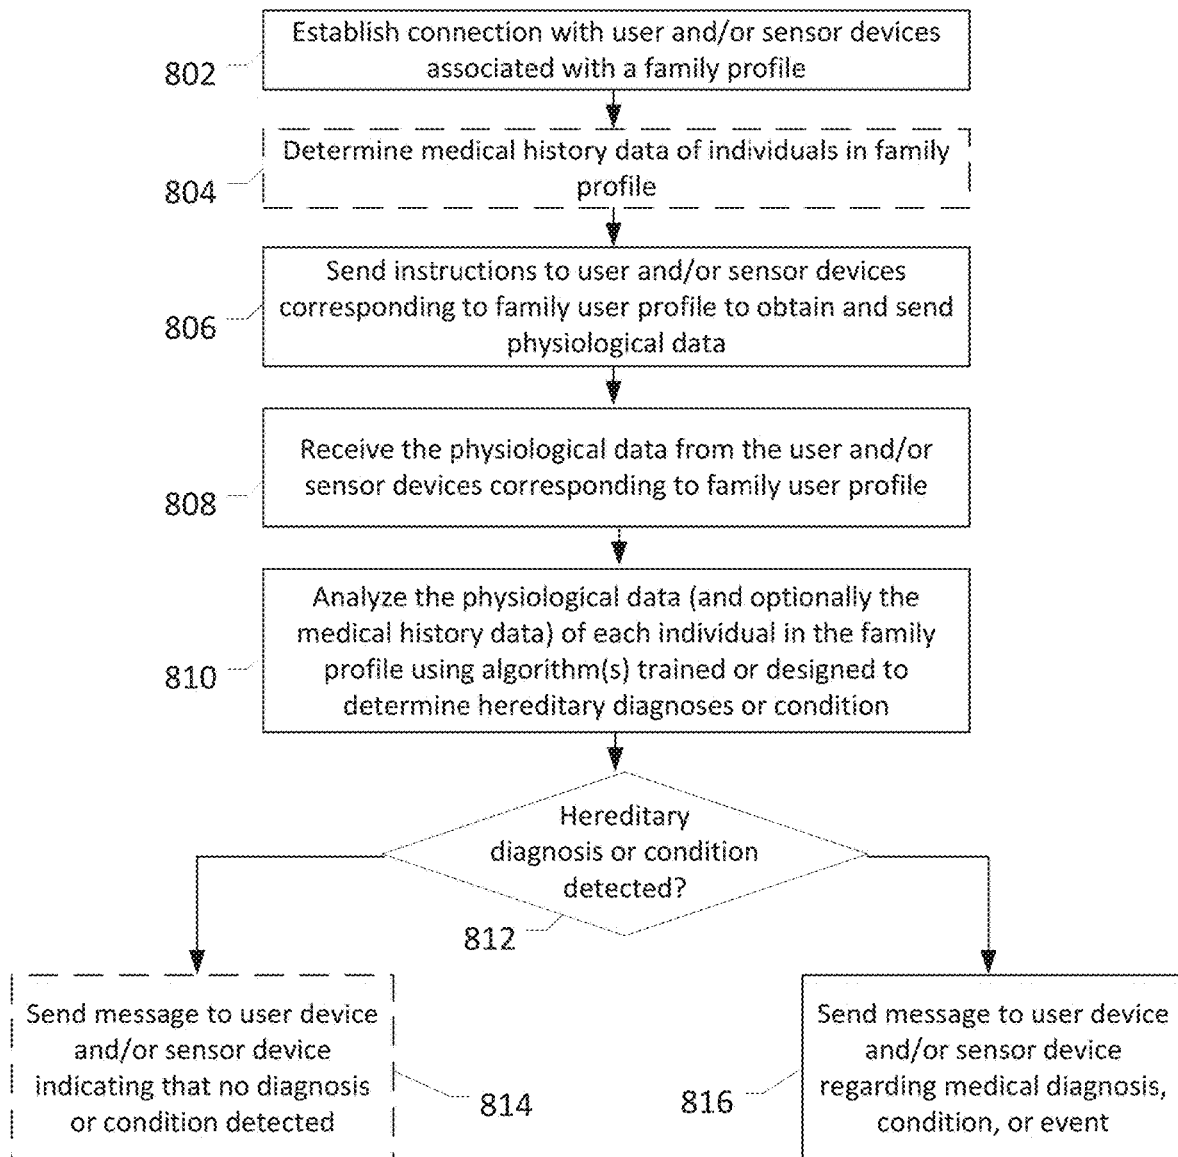 Establish connection with user and/or sensor devices
associated with a family profile
802
Determine medical history data of individuals in family
profile
804
Send instructions to user and/or sensor devices
corresponding to family user profile to obtain and send
physiological data
806
Receive the physiological data from the user and/or
sensor devices corresponding to family user profile
808
Analyze the physiological data (and optionally the
medical history data) of each individual in the family
profile using algorithm(s) trained or designed to
determine hereditary diagnoses or condition
810
Hereditary
diagnosis or condition
detected?
812
Send message to user device
and/or sensor device
indicating that no diagnosis
or condition detected
814
Send message to user device
and/or sensor device
regarding medical diagnosis,
condition, or event
816